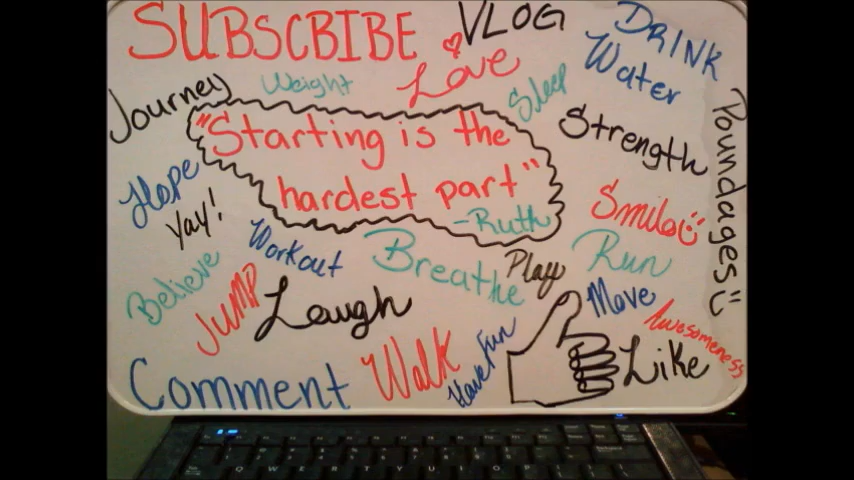 SUBSCBIBE
VLOG
DRINK
Water
Journey
Weight
Love
Sleep
Strength
Poundages
"Starting is the
hardest part"
-Ruth
Hope
Yay!
Smile
Workout
Breathe
Play
Run
Believe
JUMP
Laugh
Move
Awesomeness
Comment
Walk
Have Fun
Like
Q W E R T Y U I O P